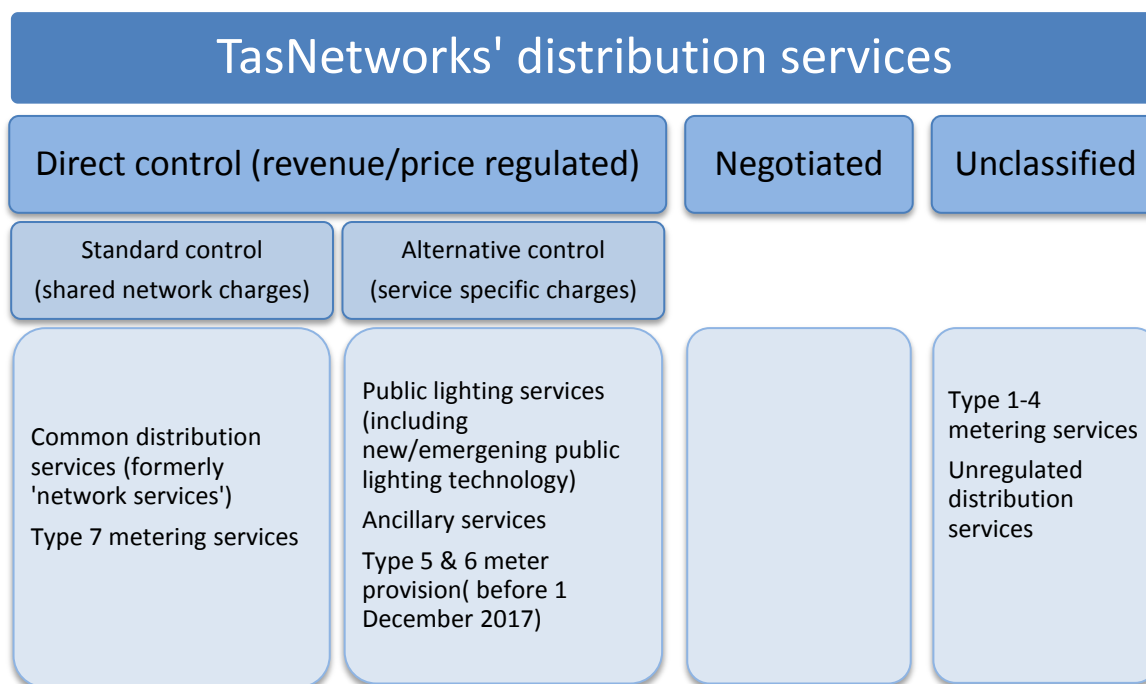 TasNetworks' distribution services
Direct control (revenue/price regulated)
Negotiated
Unclassified
Standard control
(shared network charges)
Alternative control
(service specific charges)
Common distribution
services (formerly
'network services')
Type 7 metering services
Public lighting services
(including
new/emergening public
lighting technology)
Ancillary services
Type 5 & 6 meter
provision( before 1
December 2017)
Type 1-4
metering services
Unregulated
distribution
services